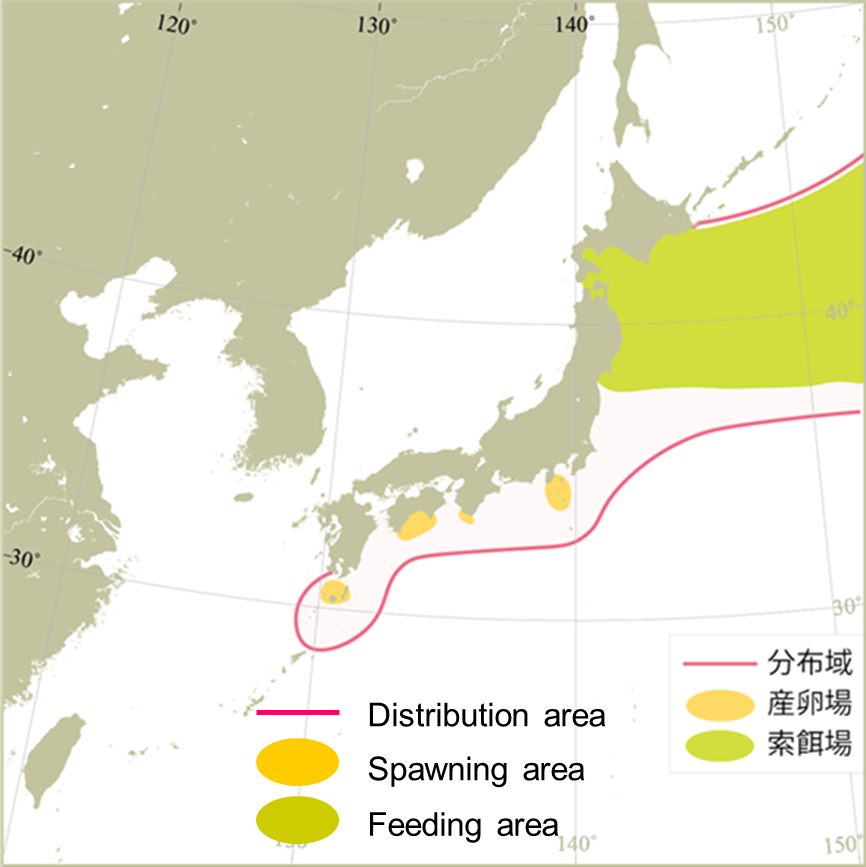 120° 130° 140° 150°
40°
40°
30°
30°
分布域
産卵場
索餌場
Distribution area
Spawning area
Feeding area
130° 140° 150°